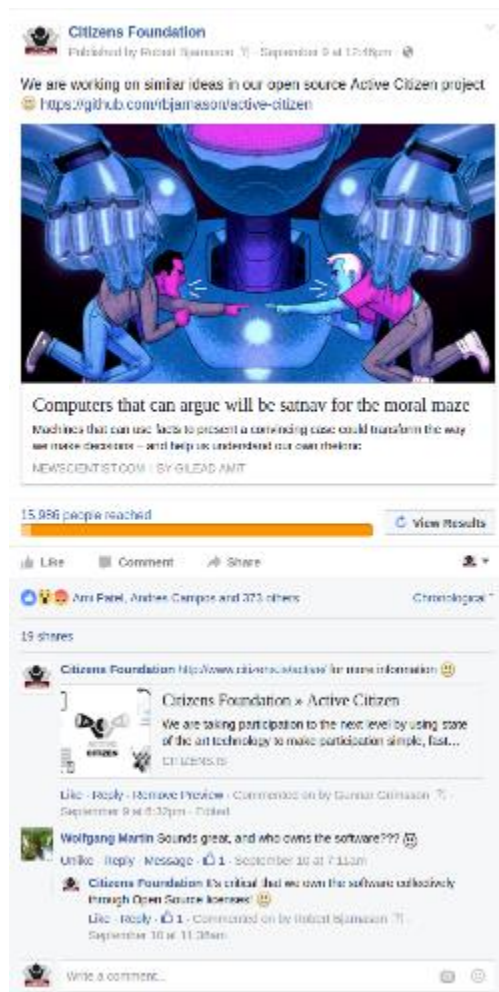 Citizens Foundation
Published by Robert Bjarnason · September 9 at 12:46pm ·
We are working on similar ideas in our open source Active Citizen project
https://github.com/rbjarnason/active-citizen
Computers that can argue will be satnav for the moral maze
Machines that can use facts to present a convincing case could transform the way
we make decisions – and help us understand our own rhetoric
NEWSCIENTIST.COM | BY GILEAD AMIT
15,986 people reached
View Results
Like Comment Share
Ami Patel, Andres Campos and 373 others Chronological
19 shares
Citizens Foundation http://www.citizens.is/active/ for more information
Citizens Foundation » Active Citizen
We are taking participation to the next level by using state
of the art technology to make participation simple, fast...
CITIZENS.IS
ACTIVE
CITIZEN
Like · Reply · Remove Preview · Commented on by Gunnar Grimsson ·
September 9 at 6:32pm · Edited
Wolfgang Martin Sounds great, and who owns the software???
Unlike · Reply · Message · 1 · September 10 at 7:11am
Citizens Foundation It's critical that we own the software collectively
through Open Source licenses!
Like · Reply · 1 · Commented on by Robert Bjarnason ·
September 10 at 11:38am
Write a comment...